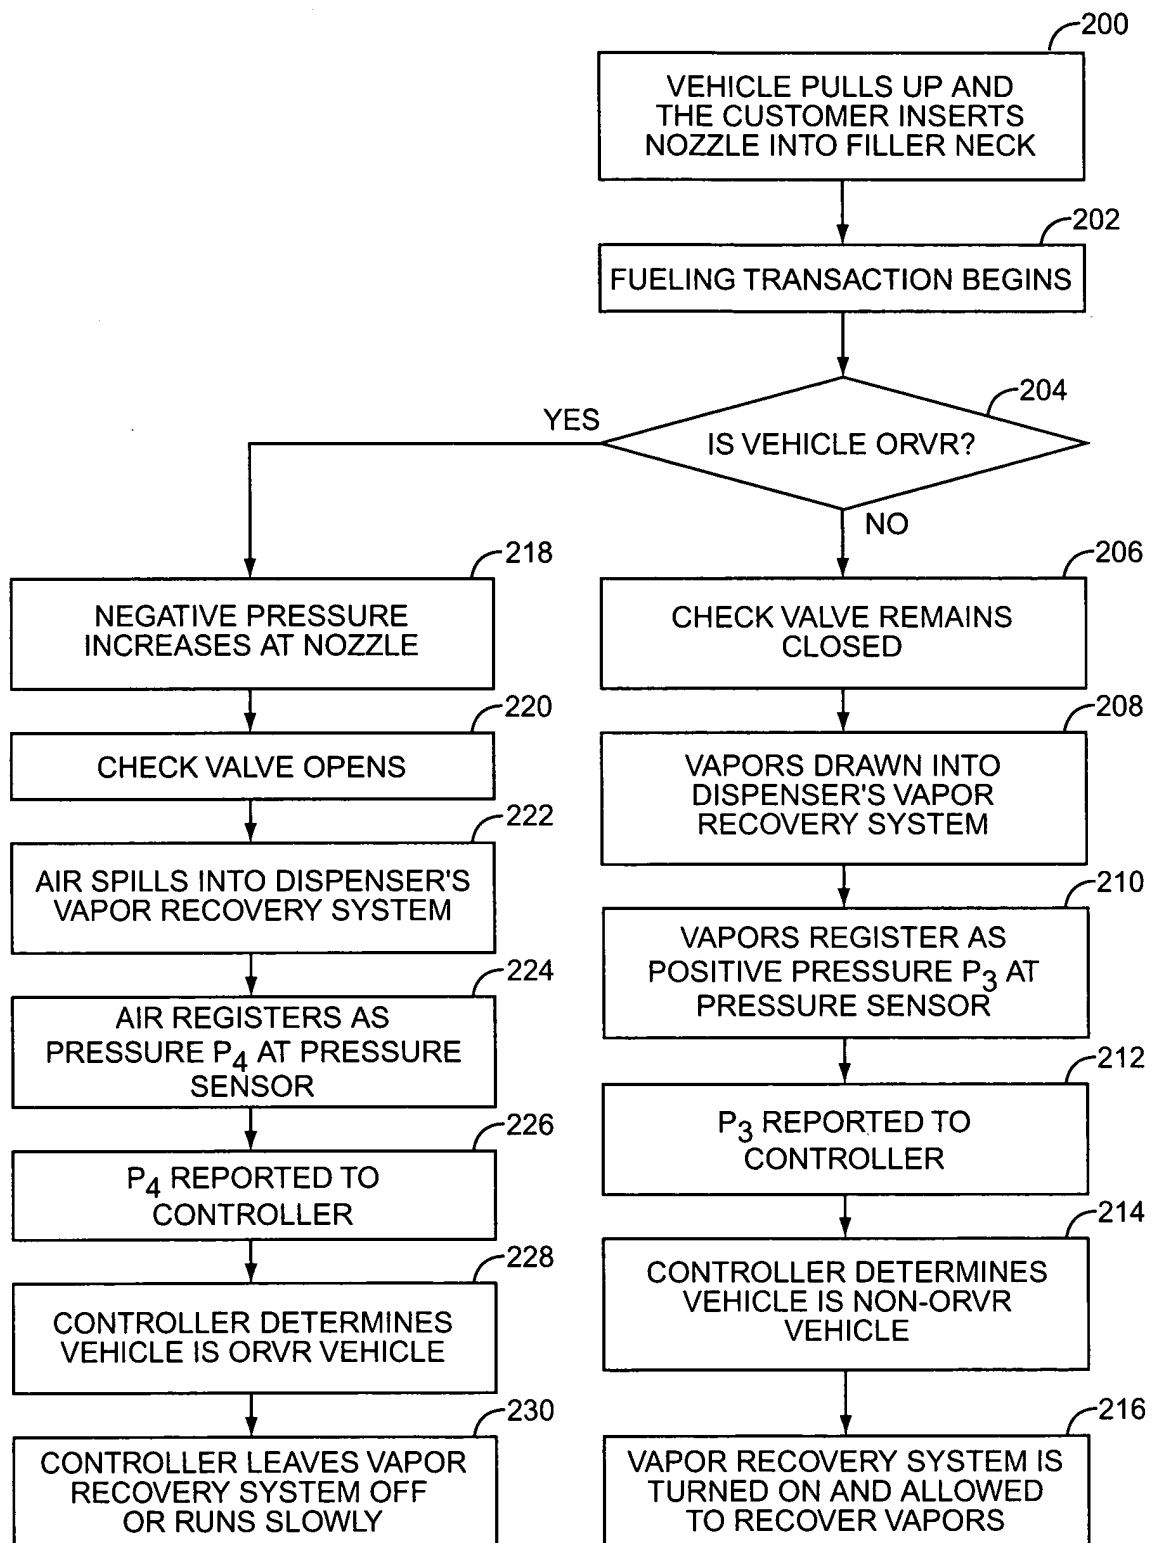 200
VEHICLE PULLS UP AND
THE CUSTOMER INSERTS
NOZZLE INTO FILLER NECK
202
FUELING TRANSACTION BEGINS
204
IS VEHICLE ORVR?
YES
NO
218
NEGATIVE PRESSURE
INCREASES AT NOZZLE
220
CHECK VALVE OPENS
222
AIR SPILLS INTO DISPENSER'S
VAPOR RECOVERY SYSTEM
224
AIR REGISTERS AS
PRESSURE P4 AT PRESSURE
SENSOR
226
P4 REPORTED TO
CONTROLLER
228
CONTROLLER DETERMINES
VEHICLE IS ORVR VEHICLE
230
CONTROLLER LEAVES VAPOR
RECOVERY SYSTEM OFF
OR RUNS SLOWLY
206
CHECK VALVE REMAINS
CLOSED
208
VAPORS DRAWN INTO
DISPENSER'S VAPOR
RECOVERY SYSTEM
210
VAPORS REGISTER AS
POSITIVE PRESSURE P3 AT
PRESSURE SENSOR
212
P3 REPORTED TO
CONTROLLER
214
CONTROLLER DETERMINES
VEHICLE IS NON-ORVR
VEHICLE
216
VAPOR RECOVERY SYSTEM IS
TURNED ON AND ALLOWED
TO RECOVER VAPORS